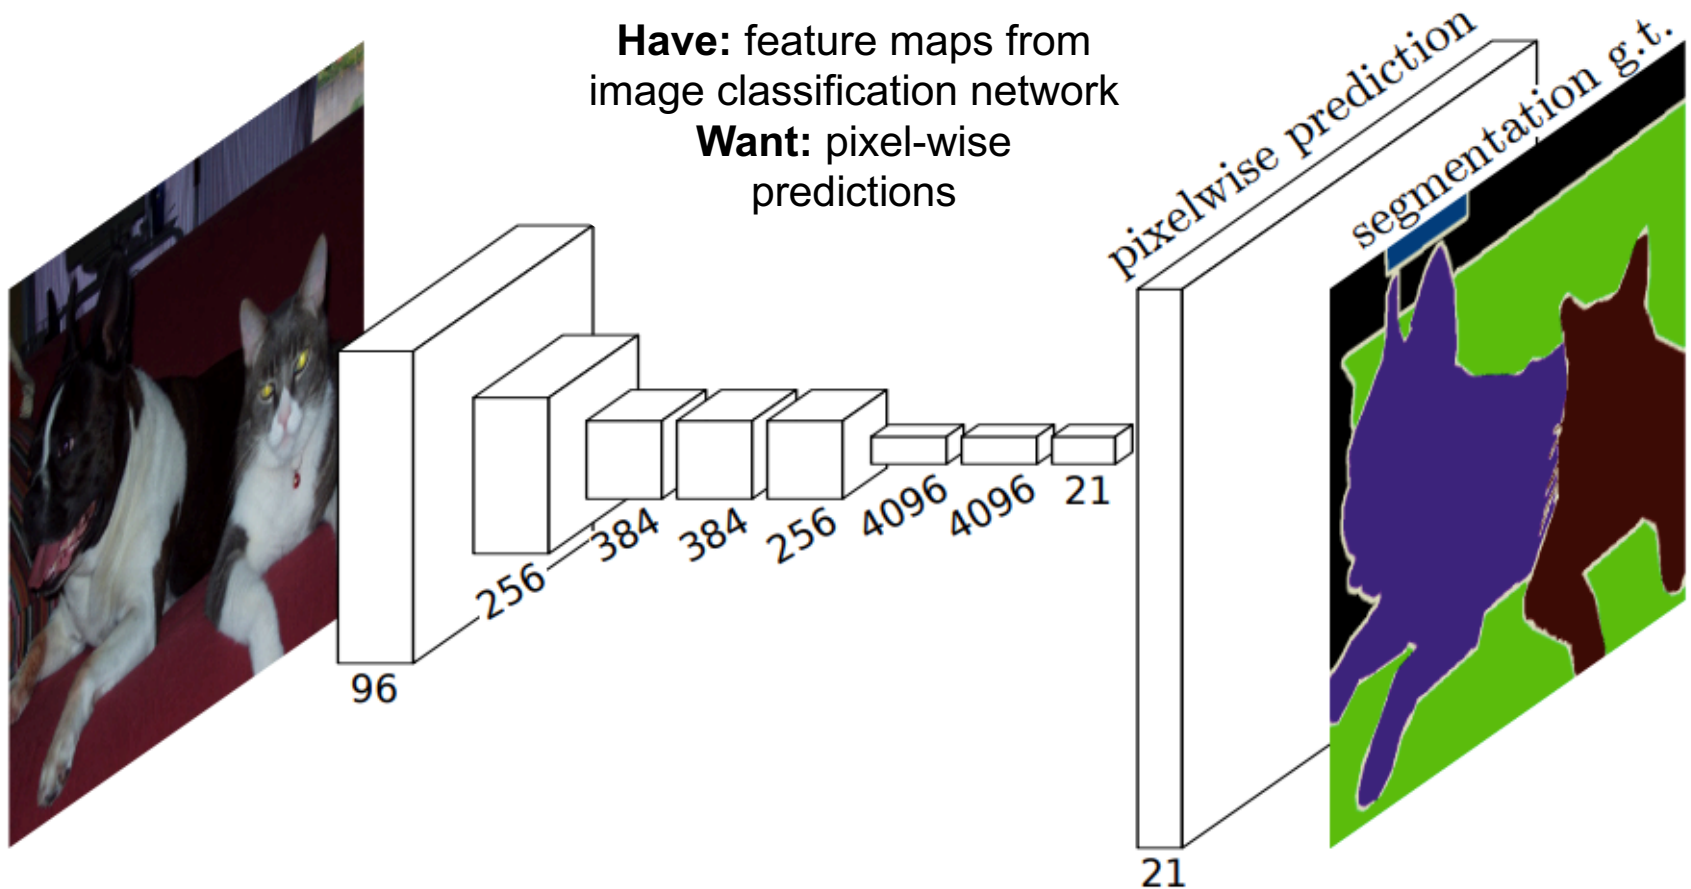 Have: feature maps from
image classification network
Want: pixel-wise
predictions
pixelwise prediction
segmentation g.t.
96
256
384
384
256
4096
4096
21
21